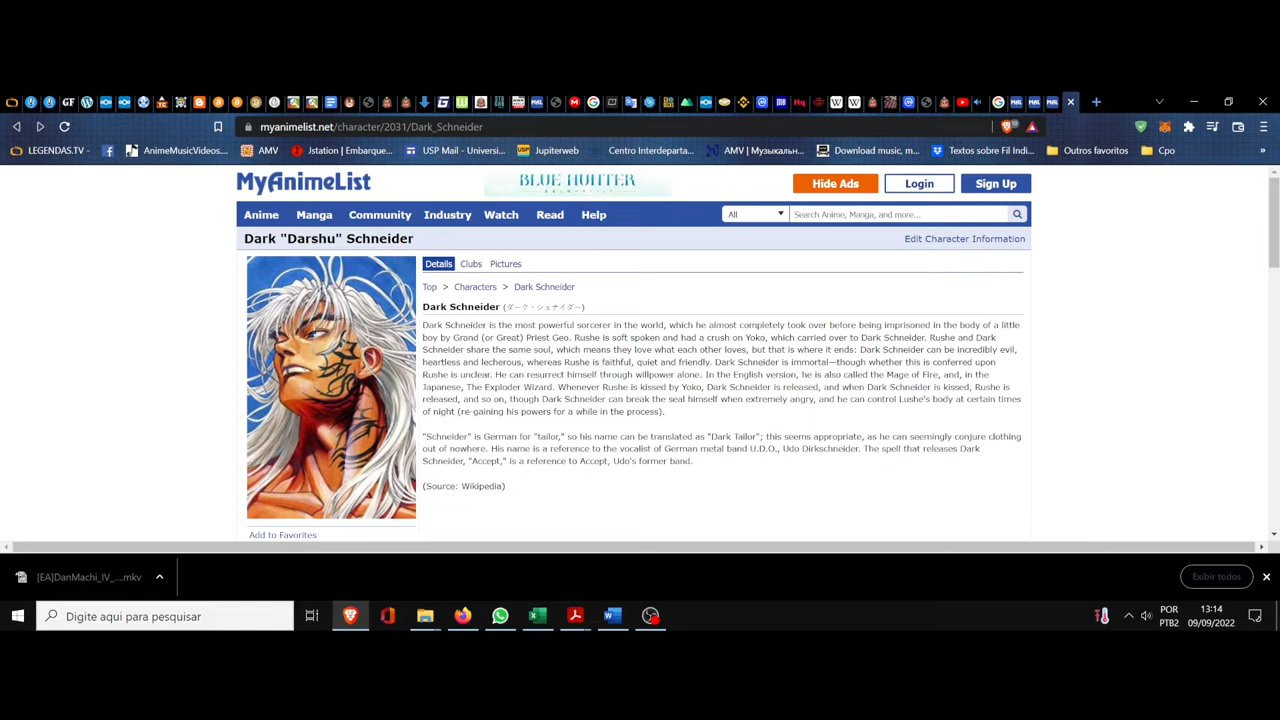 myanimelist.net/character/2031/Dark_Schneider
LEGENDAS.TV
AnimeMusicVideos....
AMV
Jstation | Embarque...
USP Mail - Universi...
Jupiterweb
Centro Interdeparta...
AMV | Музыкальн...
Download music, m...
Textos sobre Fil Indi...
Outros favoritos
Cpo
MyAnimeList
BLUE HUNTER
Hide Ads
Login
Sign Up
Anime Manga Community Industry Watch Read Help
All
Search Anime, Manga, and more...
Dark "Darshu" Schneider
Edit Character Information
Details Clubs Pictures
Top > Characters > Dark Schneider
Dark Schneider (ダーク・シュナイダー)
Dark Schneider is the most powerful sorcerer in the world, which he almost completely took over before being imprisoned in the body of a little
boy by Grand (or Great) Priest Geo. Rushe is soft spoken and had a crush on Yoko, which carried over to Dark Schneider. Rushe and Dark
Schneider share the same soul, which means they love what each other loves, but that is where it ends: Dark Schneider can be incredibly evil,
heartless and lecherous, whereas Rushe is faithful, quiet and friendly. Dark Schneider is immortal—though whether this is conferred upon
Rushe is unclear. He can resurrect himself through willpower alone. In the English version, he is also called the Mage of Fire, and, in the
Japanese, The Exploder Wizard. Whenever Rushe is kissed by Yoko, Dark Schneider is released, and when Dark Schneider is kissed, Rushe is
released, and so on, though Dark Schneider can break the seal himself when extremely angry, and he can control Lushe's body at certain times
of night (re-gaining his powers for a while in the process).
"Schneider" is German for "tailor," so his name can be translated as "Dark Tailor"; this seems appropriate, as he can seemingly conjure clothing
out of nowhere. His name is a reference to the vocalist of German metal band U.D.O., Udo Dirkschneider. The spell that releases Dark
Schneider, "Accept," is a reference to Accept, Udo's former band.
(Source: Wikipedia)
Add to Favorites
[EA]DanMachi_IV_....mkv
Exibir todos
Digite aqui para pesquisar
POR
PTB2
13:14
09/09/2022